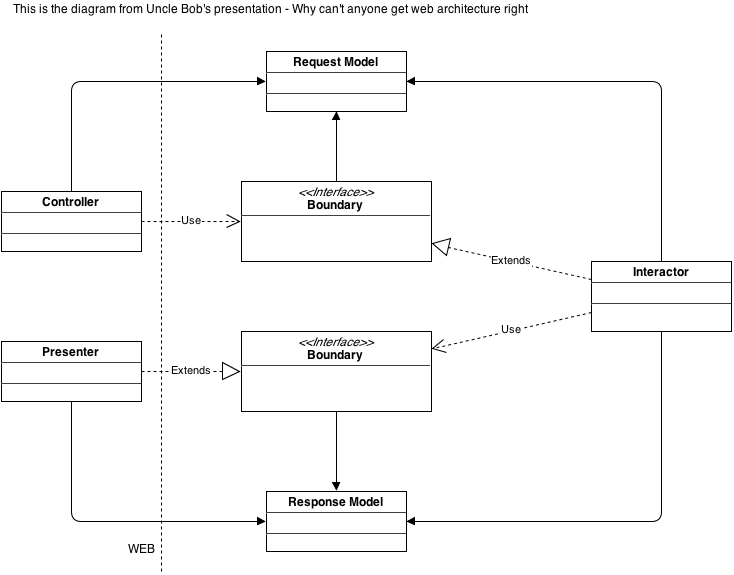 This is the diagram from Uncle Bob's presentation - Why can't anyone get web architecture right
Request Model
<<Interface>>
Boundary
Controller
Use
Extends
Interactor
Use
<<Interface>>
Boundary
Presenter
Extends
Response Model
WEB